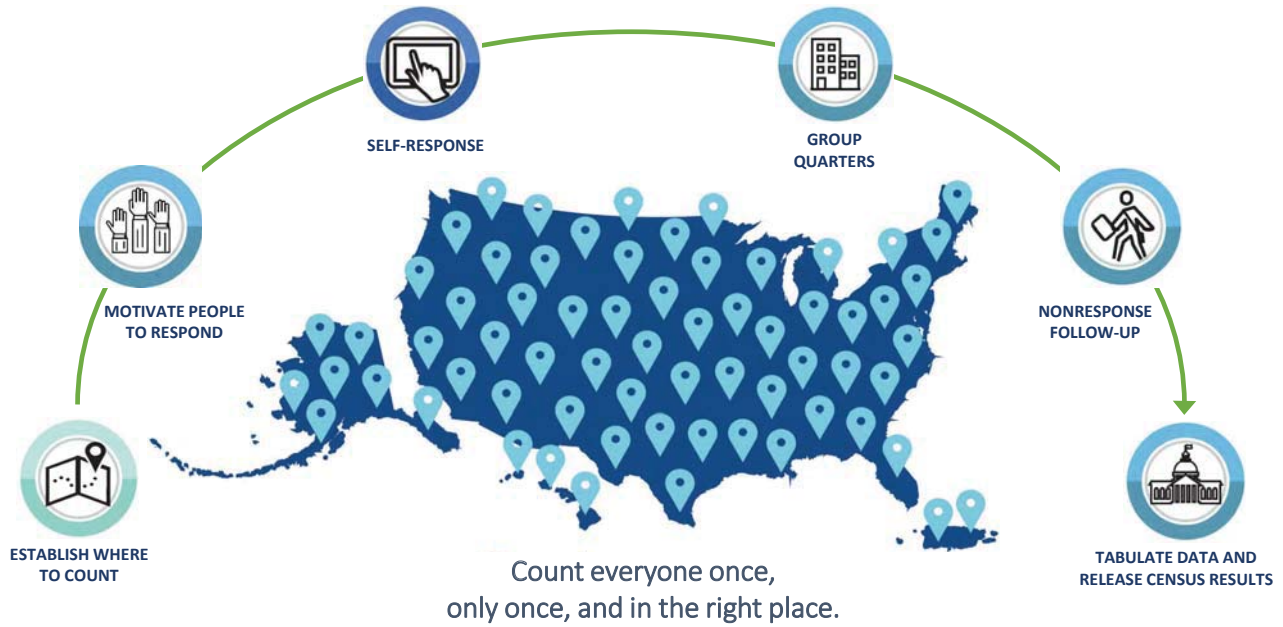 ESTABLISH WHERE
TO COUNT
MOTIVATE PEOPLE
TO RESPOND
SELF-RESPONSE
GROUP
QUARTERS
NONRESPONSE
FOLLOW-UP
TABULATE DATA AND
RELEASE CENSUS RESULTS
Count everyone once,
only once, and in the right place.